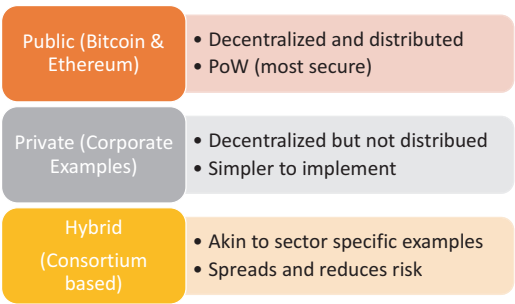 Public (Bitcoin &
Ethereum)
• Decentralized and distributed
• PoW (most secure)
Private (Corporate
Examples)
• Decentralized but not distribued
• Simpler to implement
Hybrid
(Consortium
based)
• Akin to sector specific examples
• Spreads and reduces risk